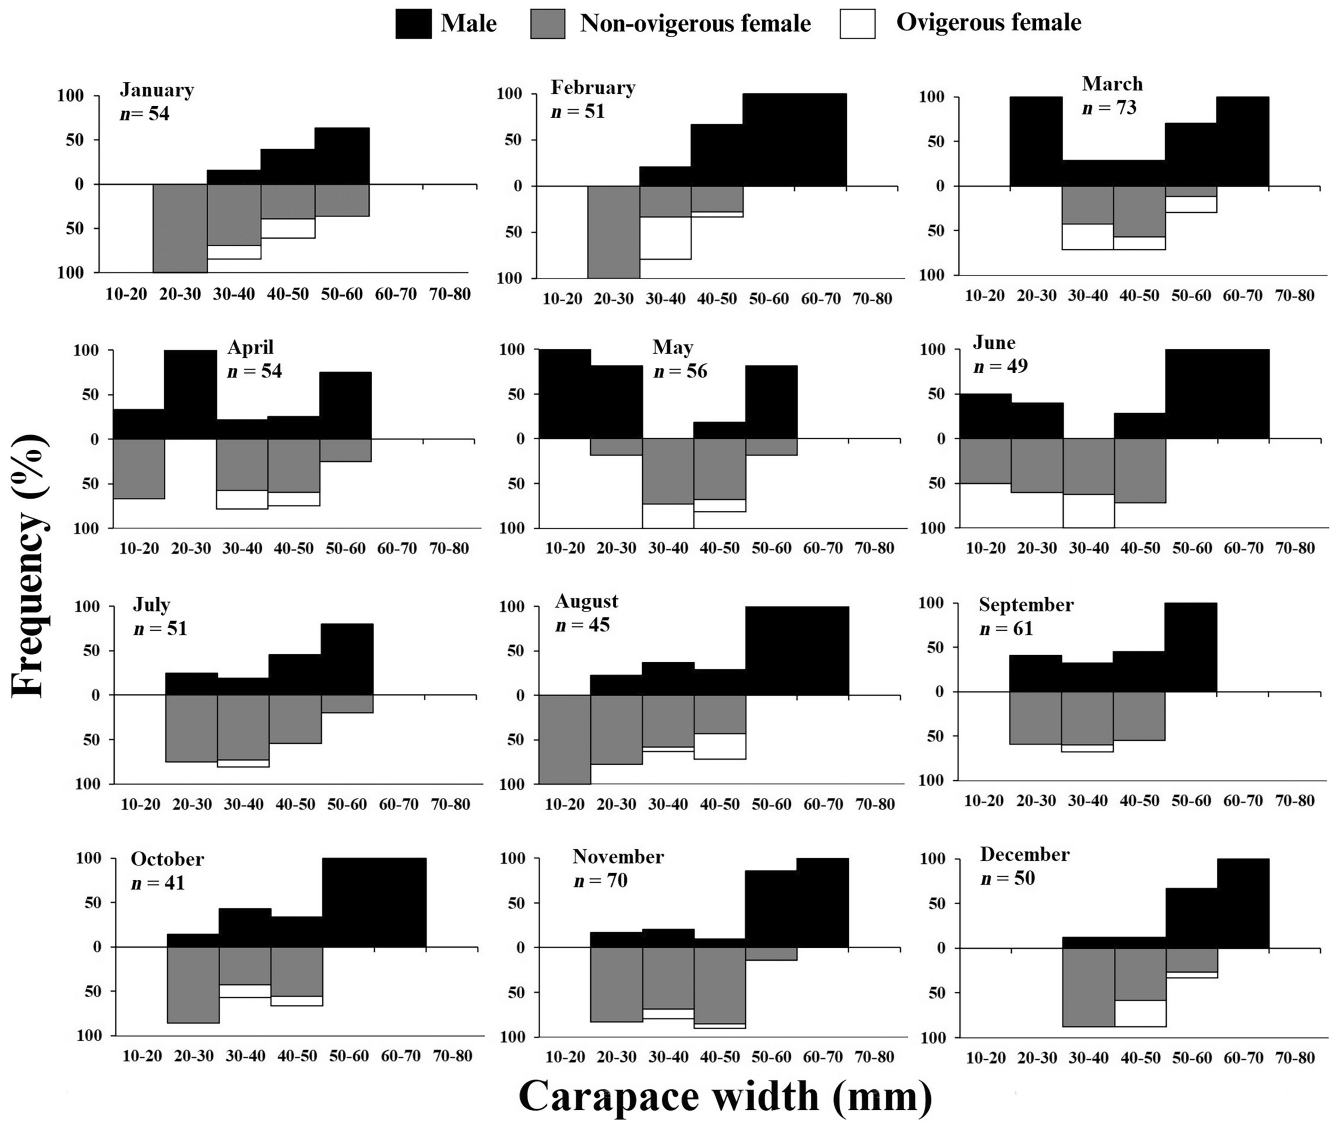 Male Non-ovigerous female Ovigerous female
January
n= 54
100
50
0
50
100
10-20 20-30 30-40 40-50 50-60 60-70 70-80
February
n = 51
100
50
0
50
100
10-20 20-30 30-40 40-50 50-60 60-70 70-80
March
n = 73
100
50
0
50
100
10-20 20-30 30-40 40-50 50-60 60-70 70-80
April
n = 54
100
50
0
50
100
10-20 20-30 30-40 40-50 50-60 60-70 70-80
May
n = 56
100
50
0
50
100
10-20 20-30 30-40 40-50 50-60 60-70 70-80
June
n = 49
100
50
0
50
100
10-20 20-30 30-40 40-50 50-60 60-70 70-80
July
n = 51
100
50
0
50
100
10-20 20-30 30-40 40-50 50-60 60-70 70-80
August
n = 45
100
50
0
50
100
10-20 20-30 30-40 40-50 50-60 60-70 70-80
September
n = 61
100
50
0
50
100
10-20 20-30 30-40 40-50 50-60 60-70 70-80
October
n = 41
100
50
0
50
100
10-20 20-30 30-40 40-50 50-60 60-70 70-80
November
n = 70
100
50
0
50
100
10-20 20-30 30-40 40-50 50-60 60-70 70-80
December
n = 50
100
50
0
50
100
10-20 20-30 30-40 40-50 50-60 60-70 70-80
Frequency (%)
Carapace width (mm)